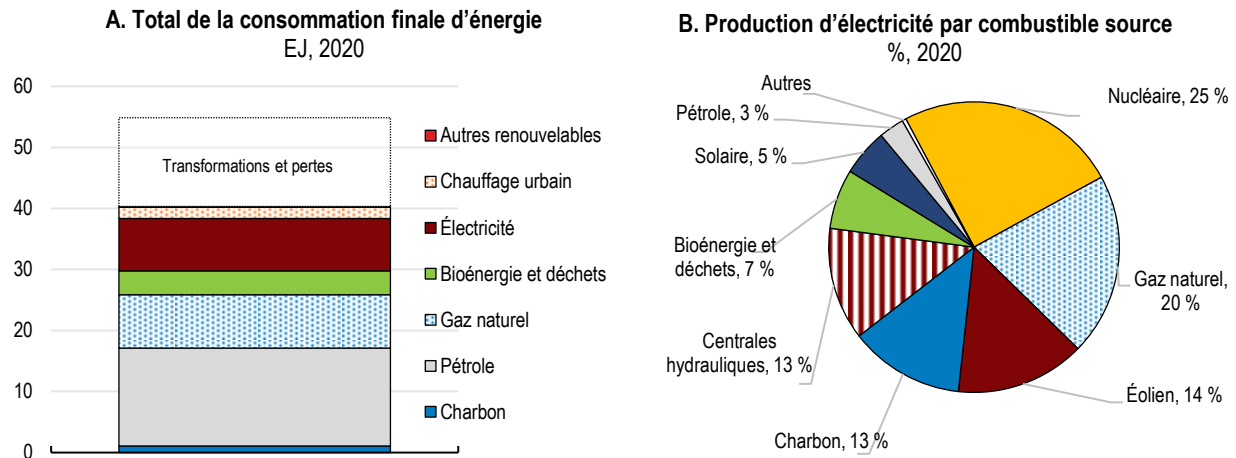 A. Total de la consommation finale d’énergie
EJ, 2020
60
50
40
30
20
10
0
Transformations et pertes
Autres renouvelables
Chauffage urbain
Électricité
Bioénergie et déchets
Gaz naturel
Pétrole
Charbon
B. Production d’électricité par combustible source
%, 2020
Autres
Pétrole, 3 %
Solaire, 5 %
Bioénergie et
déchets, 7 %
Centrales
hydrauliques, 13 %
Charbon, 13 %
Nucléaire, 25 %
Gaz naturel,
20 %
Éolien, 14 %